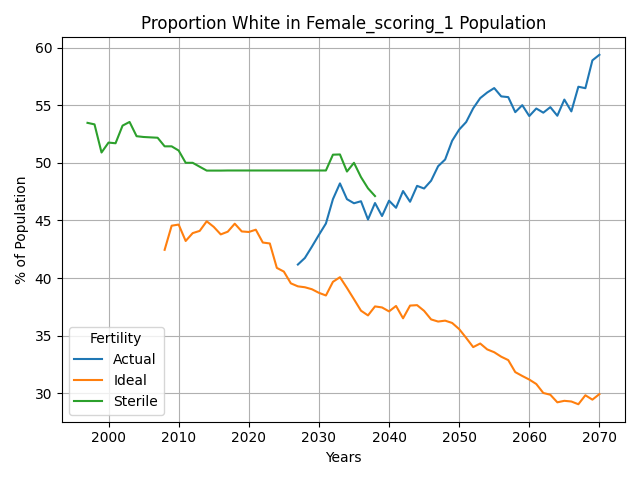 Proportion White in Female_scoring_1 Population
% of Population
60
55
50
45
40
35
30
Fertility
Actual
Ideal
Sterile
2000 2010 2020 2030 2040 2050 2060 2070
Years